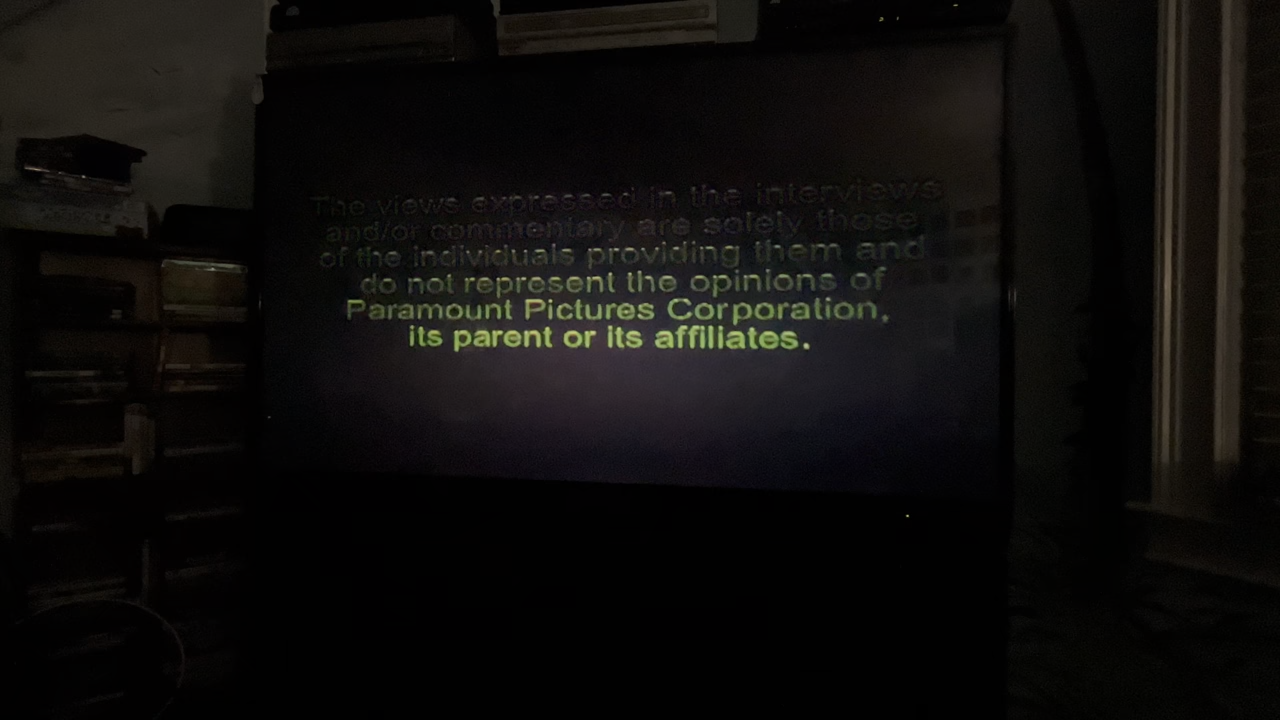 The views expressed in the interviews
and/or commentary are solely those
of the individuals providing them and
do not represent the opinions of
Paramount Pictures Corporation,
its parent or its affiliates.